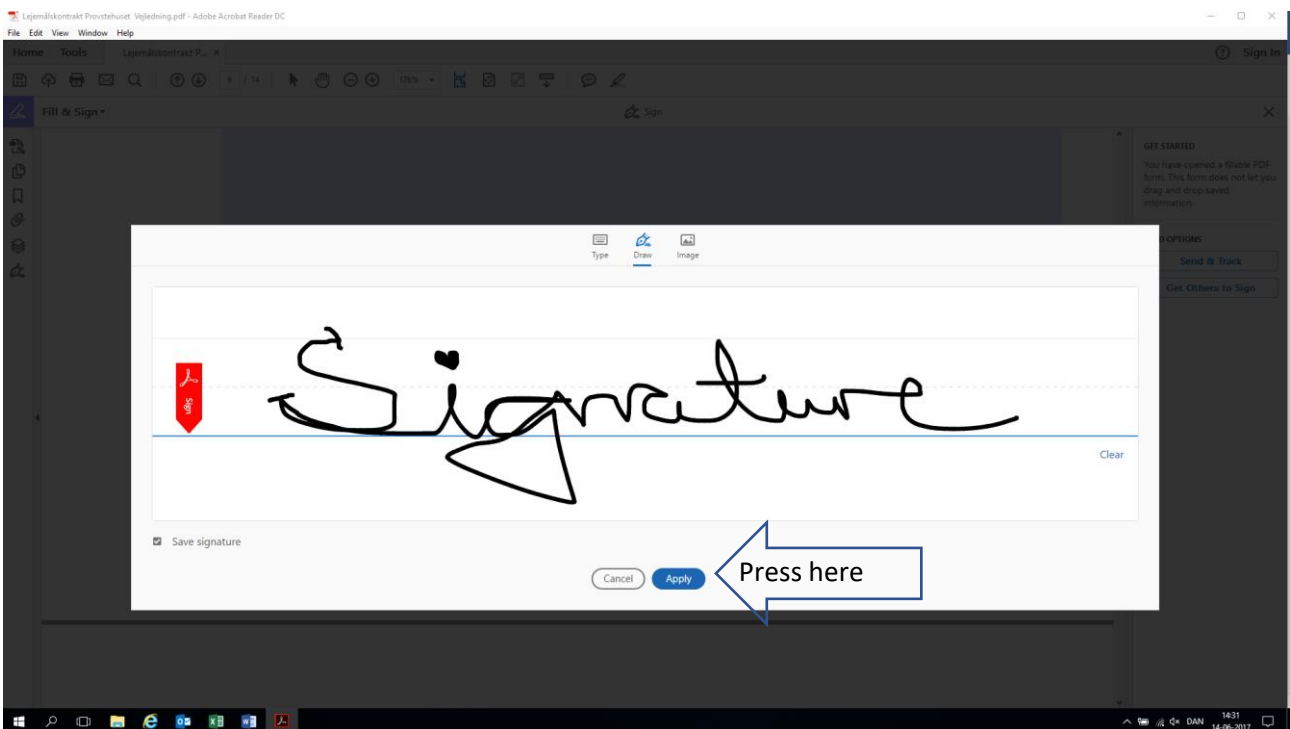 Lejemålskontrakt Provstehuset Vejledning.pdf - Adobe Acrobat Reader DC
File Edit View Window Help
Home Tools Lejemålskontrakt P... × Sign In
/ 14 176%
Fill & Sign Sign
GET STARTED
You have opened a fillable PDF
form. This form does not let you
drag and drop saved
information.
OPTIONS
Type Draw Image
Send & Track
Get Others to Sign
Sign
Signature
Clear
Save signature
Cancel Apply Press here
DAN 14:31
14-06-2017